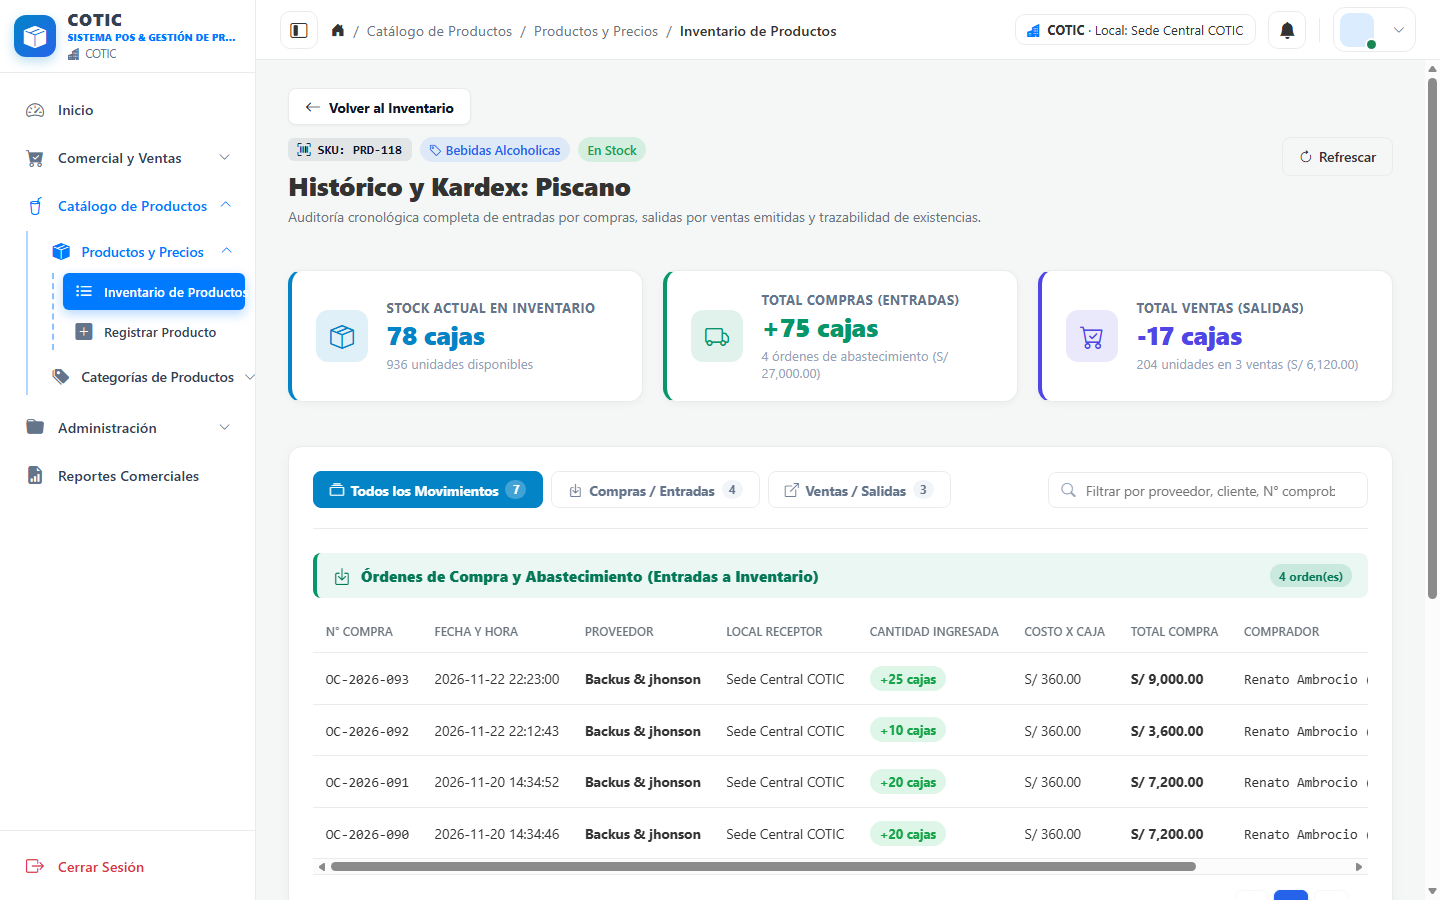 COTIC
SISTEMA POS & GESTIÓN DE PR...
COTIC
Inicio
Comercial y Ventas
Catálogo de Productos
Productos y Precios
Inventario de Productos
Registrar Producto
Categorías de Productos
Administración
Reportes Comerciales
Cerrar Sesión
/ Catálogo de Productos / Productos y Precios / Inventario de Productos
COTIC · Local: Sede Central COTIC
Volver al Inventario
SKU: PRD-118
Bebidas Alcoholicas
En Stock
Refrescar
Histórico y Kardex: Piscano
Auditoría cronológica completa de entradas por compras, salidas por ventas emitidas y trazabilidad de existencias.
STOCK ACTUAL EN INVENTARIO
78 cajas
936 unidades disponibles
TOTAL COMPRAS (ENTRADAS)
+75 cajas
4 órdenes de abastecimiento (S/
27,000.00)
TOTAL VENTAS (SALIDAS)
-17 cajas
204 unidades en 3 ventas (S/ 6,120.00)
Todos los Movimientos 7
Compras / Entradas 4
Ventas / Salidas 3
Filtrar por proveedor, cliente, N° comprob
Órdenes de Compra y Abastecimiento (Entradas a Inventario)
4 orden(es)
N° COMPRA FECHA Y HORA PROVEEDOR LOCAL RECEPTOR CANTIDAD INGRESADA COSTO X CAJA TOTAL COMPRA COMPRADOR
OC-2026-093 2026-11-22 22:23:00 Backus & jhonson Sede Central COTIC +25 cajas S/ 360.00 S/ 9,000.00 Renato Ambrocio (
OC-2026-092 2026-11-22 22:12:43 Backus & jhonson Sede Central COTIC +10 cajas S/ 360.00 S/ 3,600.00 Renato Ambrocio (
OC-2026-091 2026-11-20 14:34:52 Backus & jhonson Sede Central COTIC +20 cajas S/ 360.00 S/ 7,200.00 Renato Ambrocio (
OC-2026-090 2026-11-20 14:34:46 Backus & jhonson Sede Central COTIC +20 cajas S/ 360.00 S/ 7,200.00 Renato Ambrocio (